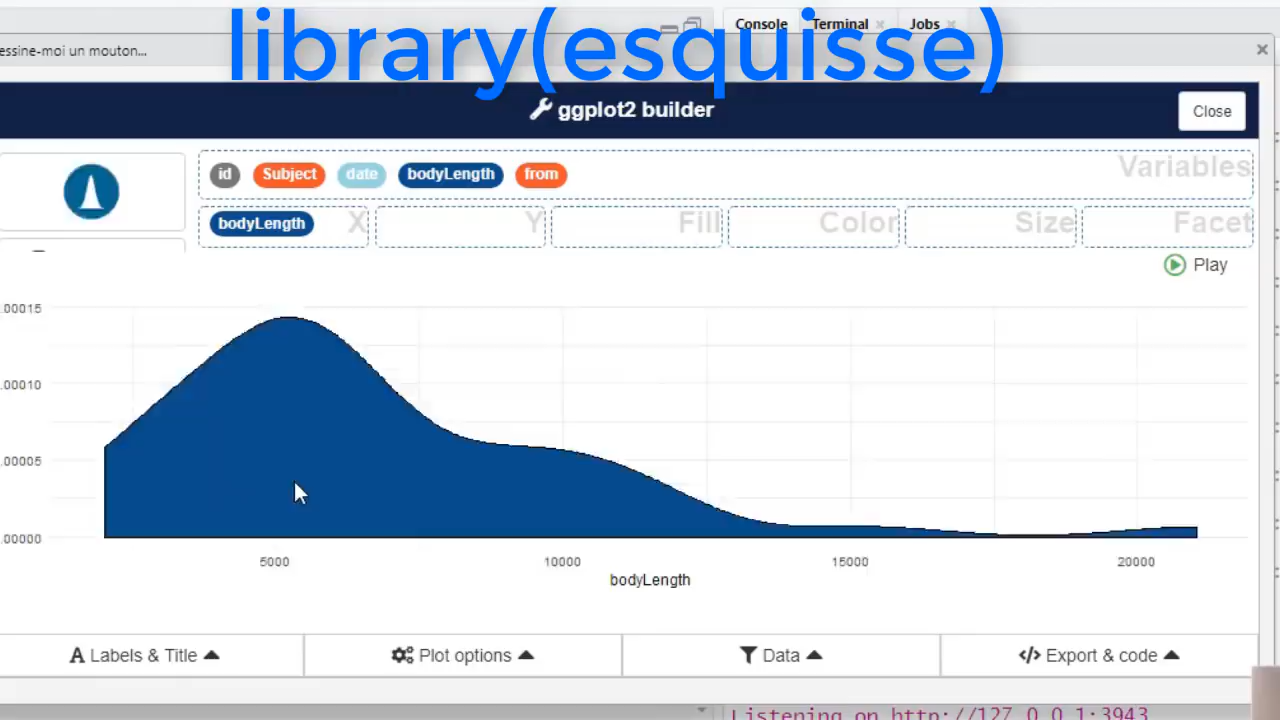 Console Terminal Jobs
essine-moi un mouton...
library(esquisse)
ggplot2 builder
Close
id Subject date bodyLength from Variables
bodyLength X Y Fill Color Size Facet
Play
.00015
.00010
.00005
.00000
5000 10000 15000 20000
bodyLength
Labels & Title Plot options Data Export & code
Listening on http://127.0.0.1:3943